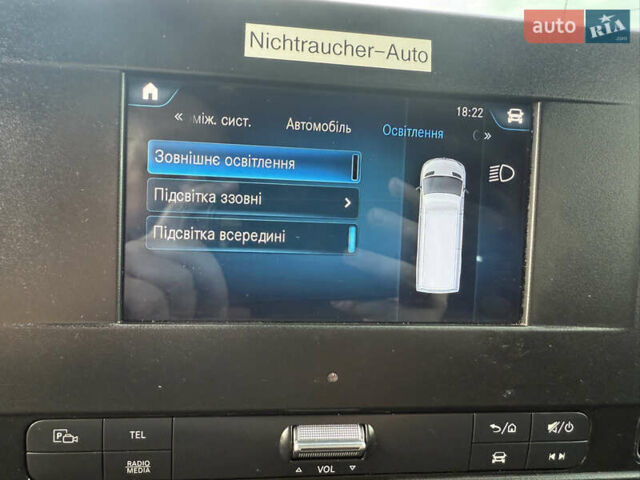 auto RIA.com
Nichtraucher-Auto
18:22
« між. сист. Автомобіль Освітлення »
Зовнішнє освітлення
Підсвітка ззовні
Підсвітка всередині
P TEL
RADIO
MEDIA
VOL